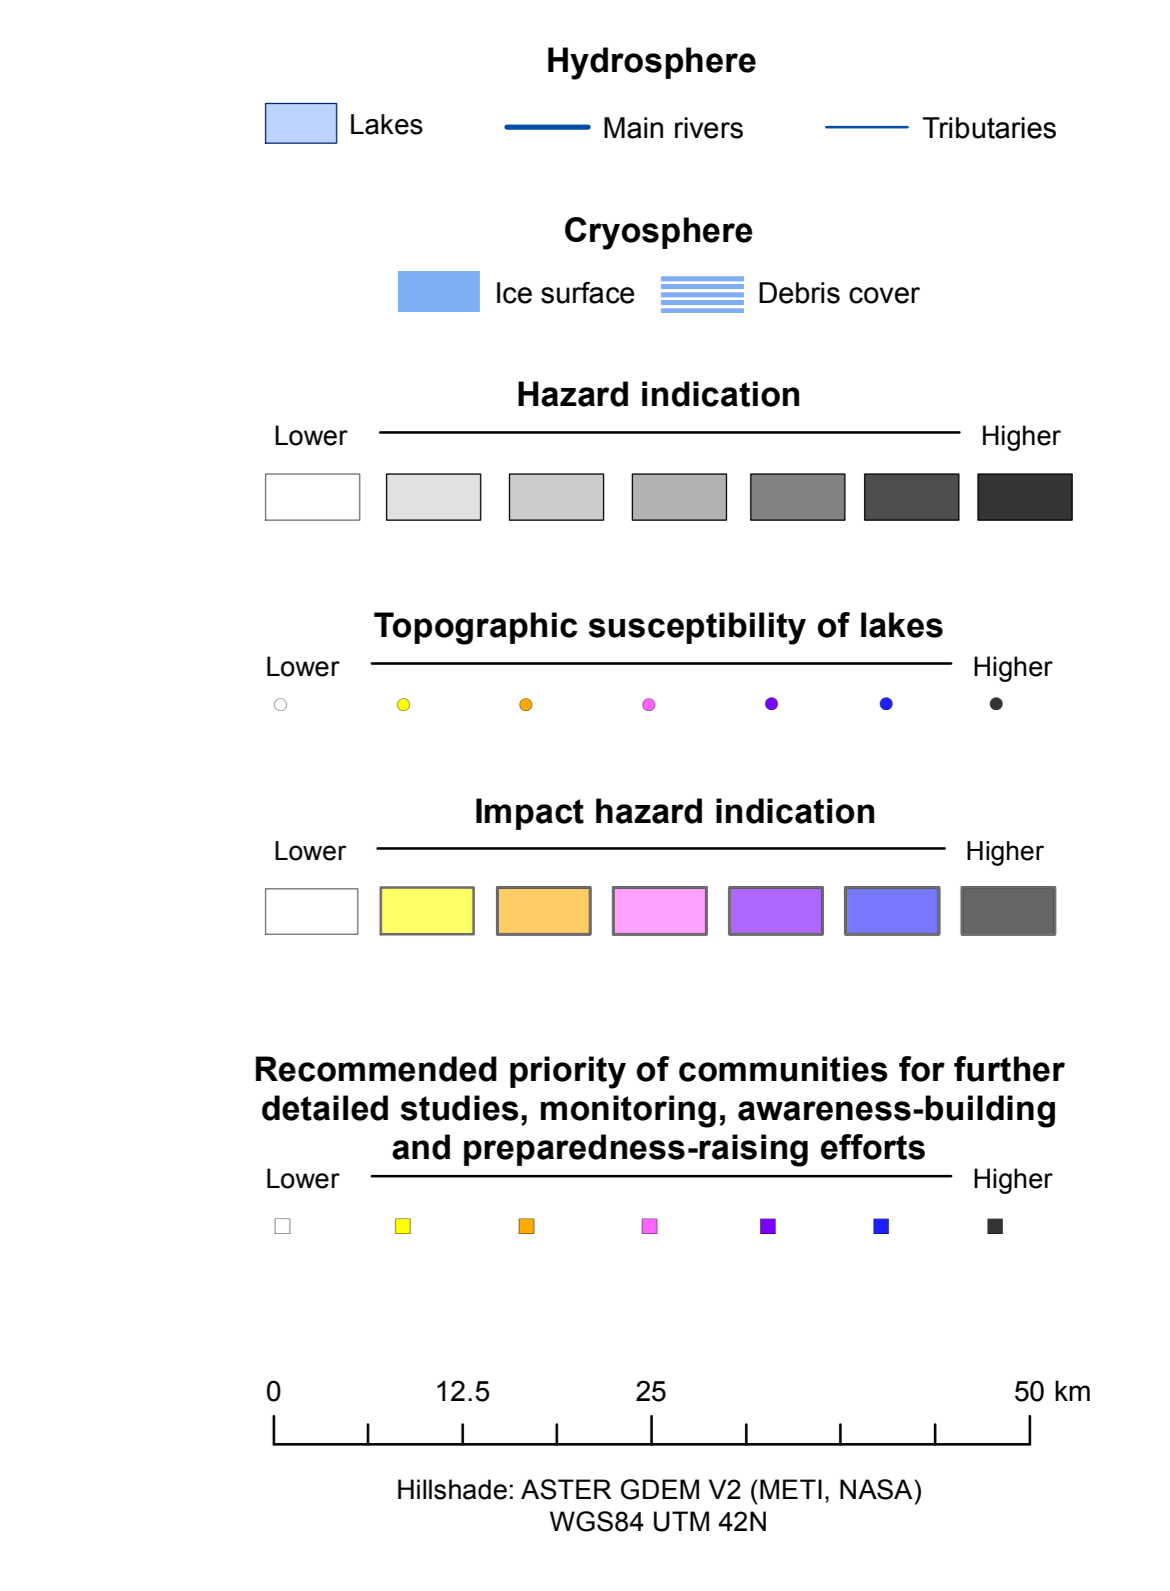 Hydrosphere
Lakes Main rivers Tributaries
Cryosphere
Ice surface Debris cover
Hazard indication
Lower Higher
Topographic susceptibility of lakes
Lower Higher
Impact hazard indication
Lower Higher
Recommended priority of communities for further
detailed studies, monitoring, awareness-building
and preparedness-raising efforts
Lower Higher
0 12.5 25 50 km
Hillshade: ASTER GDEM V2 (METI, NASA)
WGS84 UTM 42N